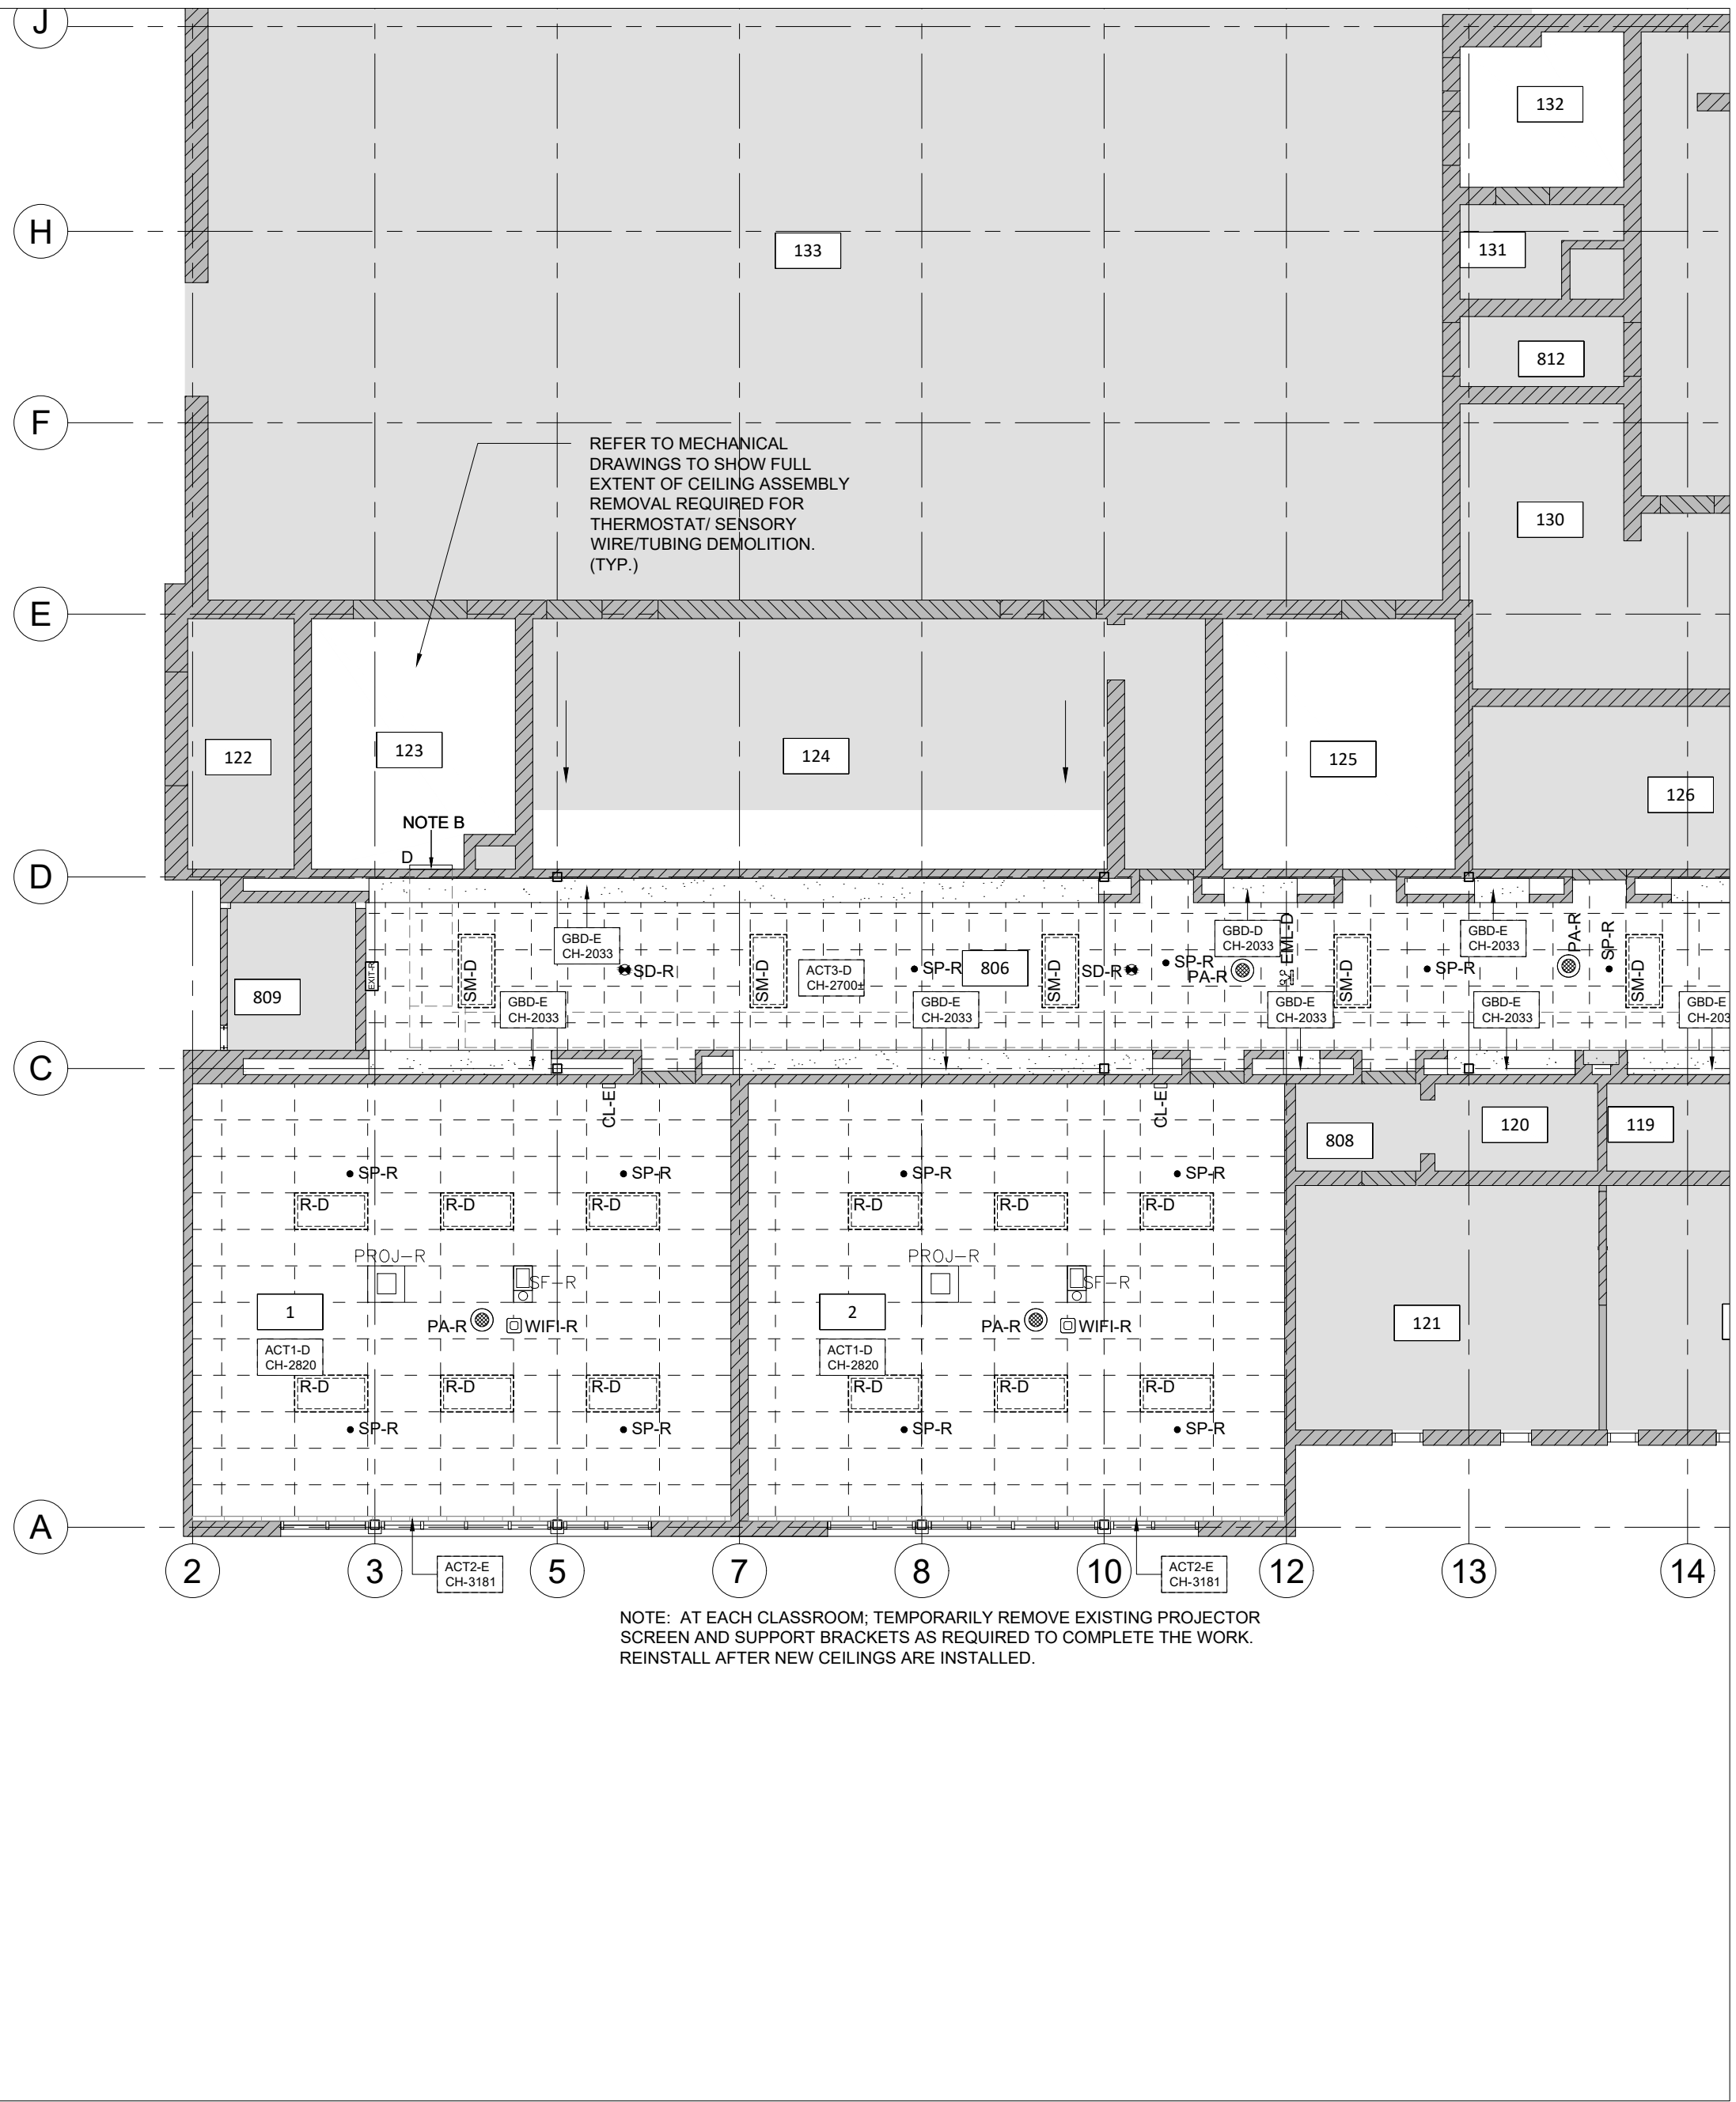 J
132
H
133
131
812
F
REFER TO MECHANICAL
DRAWINGS TO SHOW FULL
EXTENT OF CEILING ASSEMBLY
REMOVAL REQUIRED FOR
THERMOSTAT/ SENSORY
WIRE/TUBING DEMOLITION.
(TYP.)
130
E
122
123
124
125
126
NOTE B
D
D
GBD-E
CH-2033
GBD-D
CH-2033
EML-D
GBD-E
CH-2033
PA-R
SP-R
EXIT-R
SM-D
SD-R
SM-D
ACT3-D
CH-2700±
SP-R
806
SM-D
SD-R
SP-R
PA-R
SM-D
SP-R
SM-D
809
GBD-E
CH-2033
GBD-E
CH-2033
GBD-E
CH-2033
GBD-E
CH-2033
GBD-E
CH-203
C
CL-E
CL-E
808
120
119
SP-R
SP-R
SP-R
SP-R
R-D
R-D
R-D
R-D
R-D
R-D
PROJ-R
SF-R
PROJ-R
SF-R
1
PA-R
WIFI-R
2
PA-R
WIFI-R
121
ACT1-D
CH-2820
ACT1-D
CH-2820
R-D
R-D
R-D
R-D
R-D
R-D
SP-R
SP-R
SP-R
SP-R
A
2
3
ACT2-E
CH-3181
5
7
8
10
ACT2-E
CH-3181
12
13
14
NOTE: AT EACH CLASSROOM; TEMPORARILY REMOVE EXISTING PROJECTOR
SCREEN AND SUPPORT BRACKETS AS REQUIRED TO COMPLETE THE WORK.
REINSTALL AFTER NEW CEILINGS ARE INSTALLED.